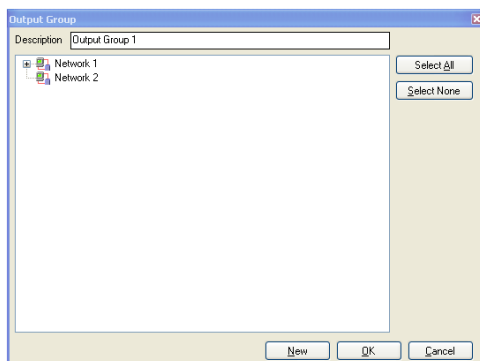 Output Group
Description Output Group 1
Network 1
Network 2
Select All
Select None
New OK Cancel